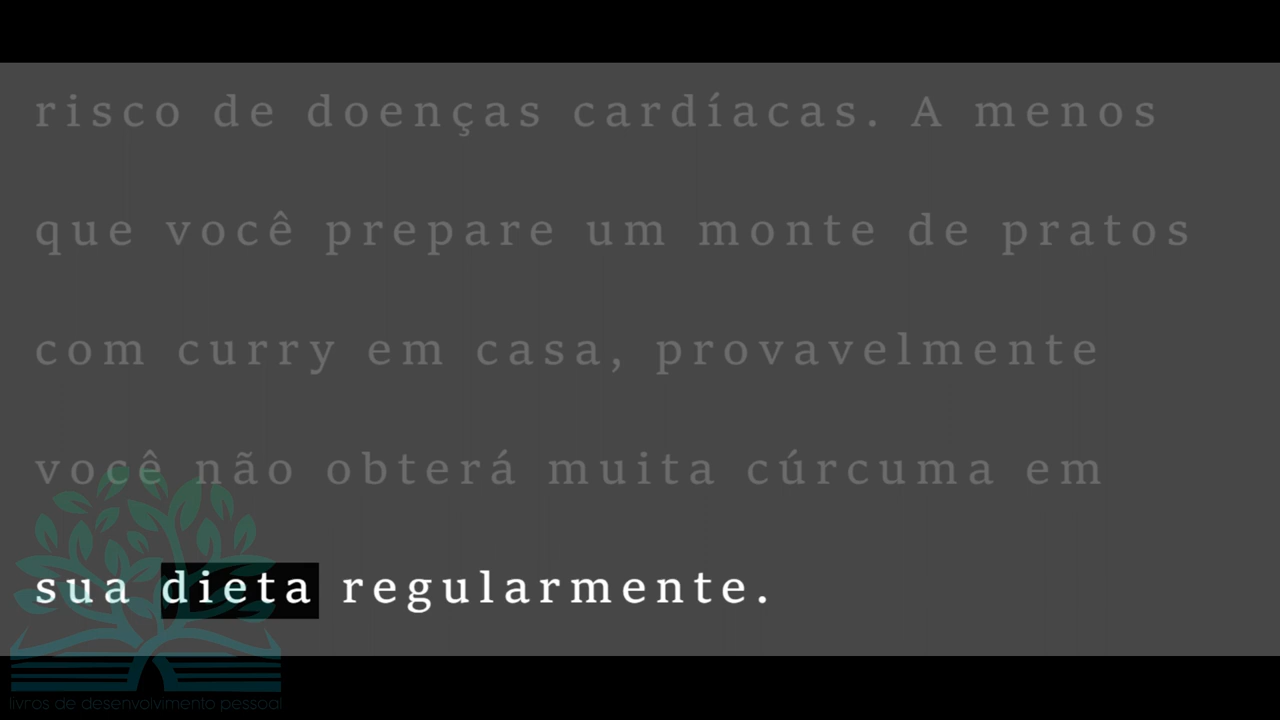 risco de doenças cardíacas. A menos
que você prepare um monte de pratos
com curry em casa, provavelmente
você não obterá muita cúrcuma em
sua dieta regularmente.
livros de desenvolvimento pessoal